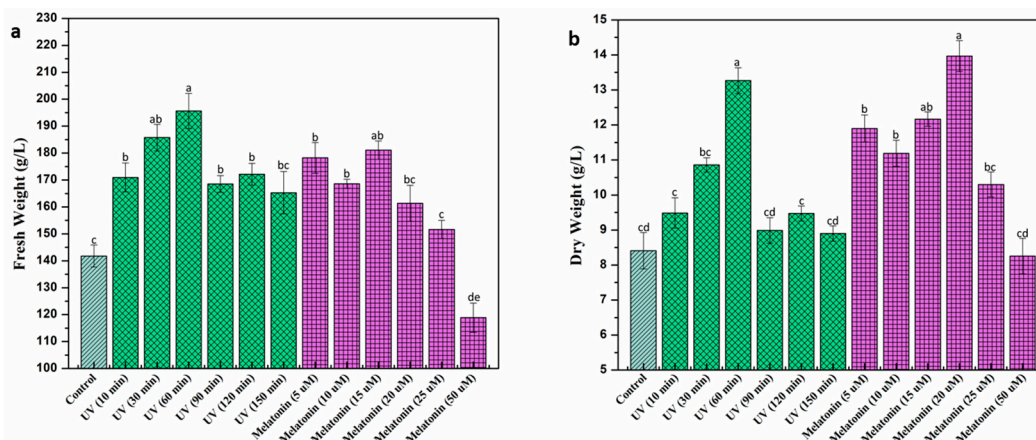 a
Fresh Weight (g/L)
230
220
210
200
190
180
170
160
150
140
130
120
110
100
c
b
ab
a
b
b
bc
b
b
ab
bc
c
de
Control
UV (10 min)
UV (30 min)
UV (60 min)
UV (90 min)
UV (120 min)
UV (150 min)
Melatonin (5 uM)
Melatonin (10 uM)
Melatonin (15 uM)
Melatonin (20 uM)
Melatonin (25 uM)
Melatonin (50 uM)
b
Dry Weight (g/L)
15
14
13
12
11
10
9
8
7
6
5
cd
c
bc
a
cd
c
cd
b
b
ab
a
bc
cd
Control
UV (10 min)
UV (30 min)
UV (60 min)
UV (90 min)
UV (120 min)
UV (150 min)
Melatonin (5 uM)
Melatonin (10 uM)
Melatonin (15 uM)
Melatonin (20 uM)
Melatonin (25 uM)
Melatonin (50 uM)